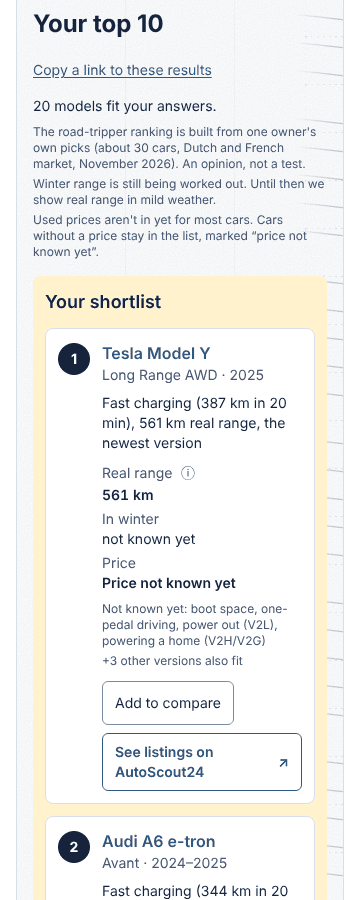 Your top 10
Copy a link to these results
20 models fit your answers.
The road-tripper ranking is built from one owner's
own picks (about 30 cars, Dutch and French
market, November 2026). An opinion, not a test.
Winter range is still being worked out. Until then we
show real range in mild weather.
Used prices aren't in yet for most cars. Cars
without a price stay in the list, marked “price not
known yet”.
Your shortlist
1
Tesla Model Y
Long Range AWD · 2025
Fast charging (387 km in 20
min), 561 km real range, the
newest version
Real range ⓘ
561 km
In winter
not known yet
Price
Price not known yet
Not known yet: boot space, one-
pedal driving, power out (V2L),
powering a home (V2H/V2G)
+3 other versions also fit
Add to compare
See listings on
AutoScout24
2
Audi A6 e-tron
Avant · 2024–2025
Fast charging (344 km in 20